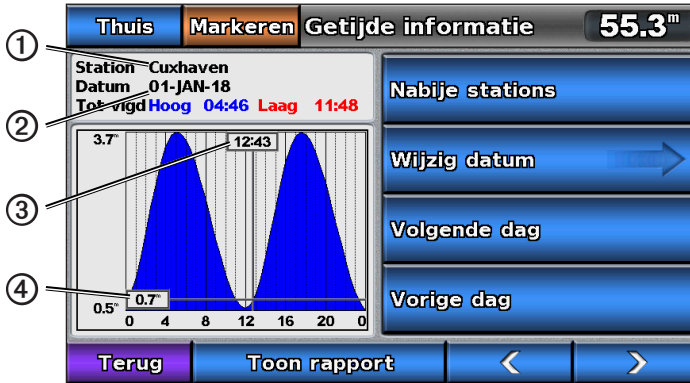 Thuis Markeren Getijde informatie 55.3m
① Station Cuxhaven
② Datum 01-JAN-18
Tot vlgd Hoog 04:46 Laag 11:48
Nabije stations
3.7m
③ 12:43
Wijzig datum
Volgende dag
④ 0.7m
0.5m
0 4 8 12 16 20 0
Vorige dag
Terug Toon rapport < >